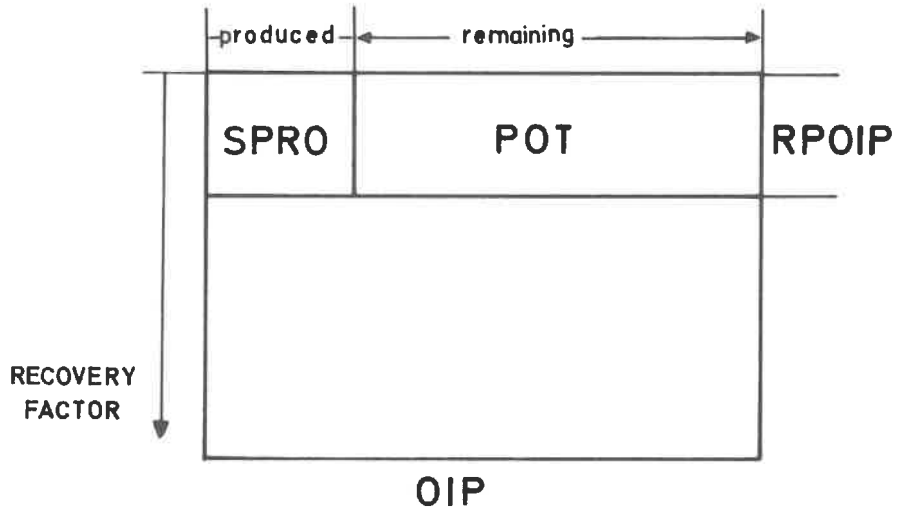 produced remaining
SPRO POT RPOIP
RECOVERY
FACTOR
OIP